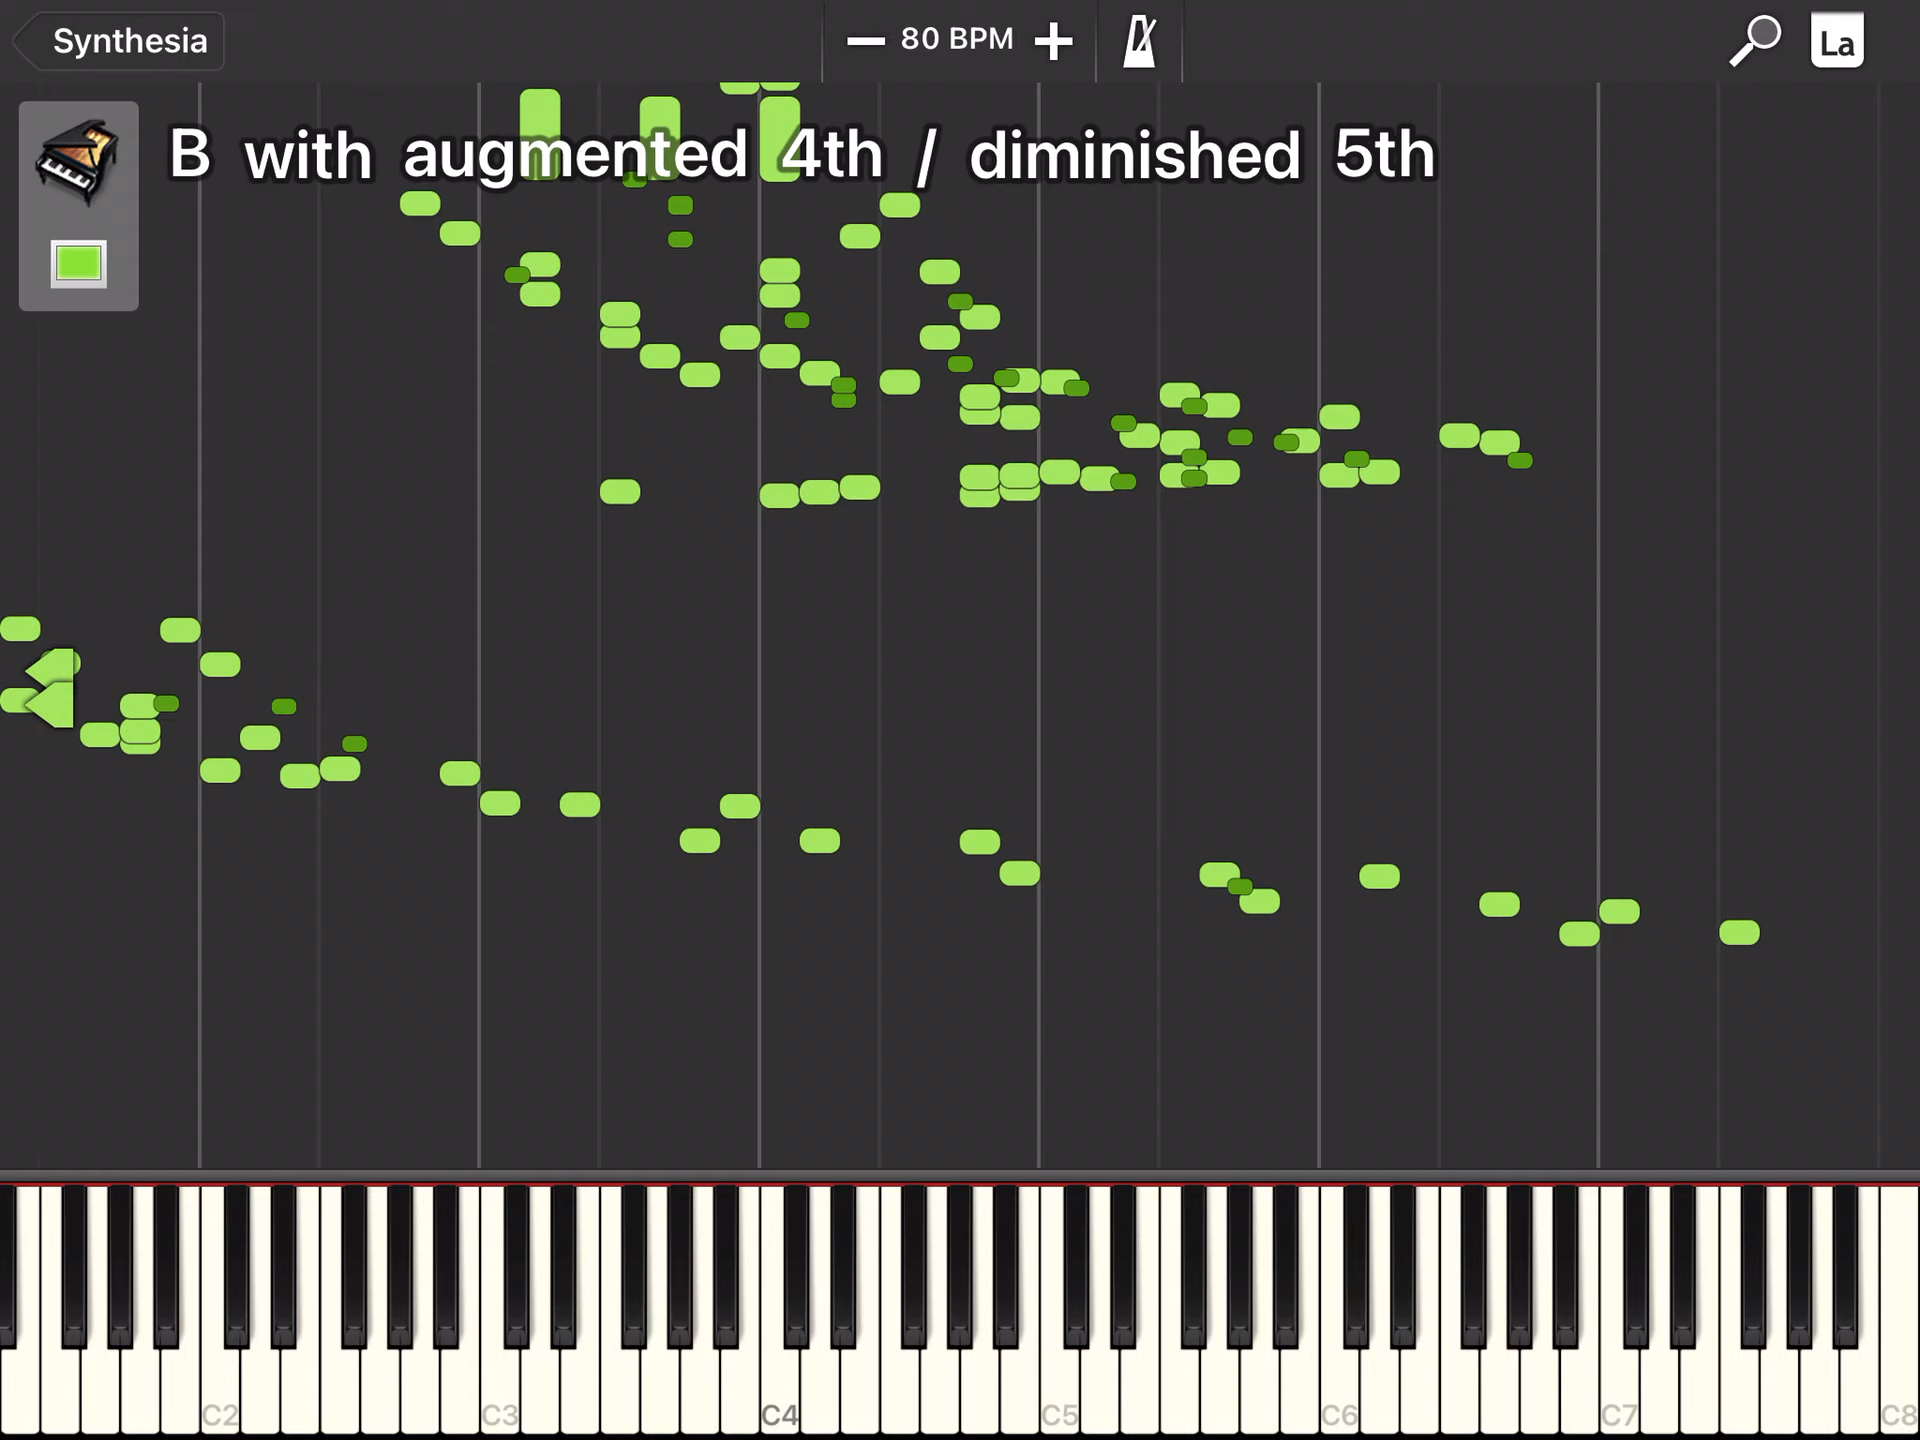 Synthesia
80 BPM
La
B with augmented 4th / diminished 5th
C2 C3 C4 C5 C6 C7 C8